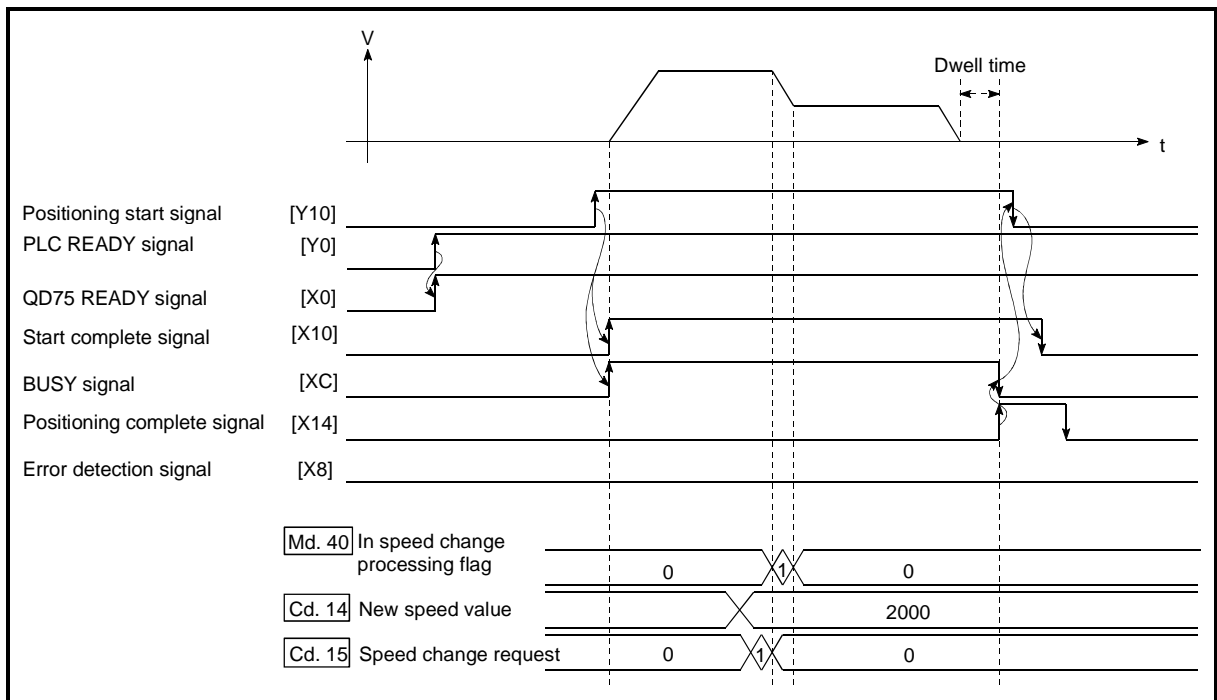 V
Dwell time
t
Positioning start signal [Y10]
PLC READY signal [Y0]
QD75 READY signal [X0]
Start complete signal [X10]
BUSY signal [XC]
Positioning complete signal [X14]
Error detection signal [X8]
Md. 40 In speed change
processing flag
0 1 0
Cd. 14 New speed value 2000
Cd. 15 Speed change request 0 1 0